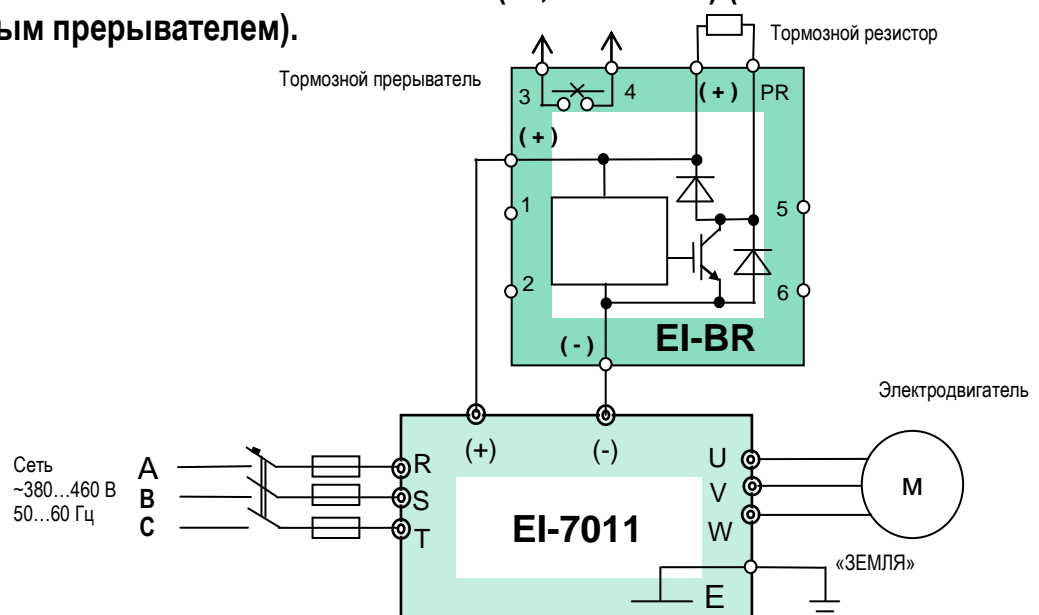 ым прерывателем).
Тормозной резистор
Тормозной прерыватель
3
4
(+)
PR
(+)
1
5
2
6
(-)
EI-BR
Электродвигатель
(+)
(-)
Сеть
~380…460 В
50…60 Гц
A
B
C
R
S
T
EI-7011
U
V
W
M
«ЗЕМЛЯ»
E